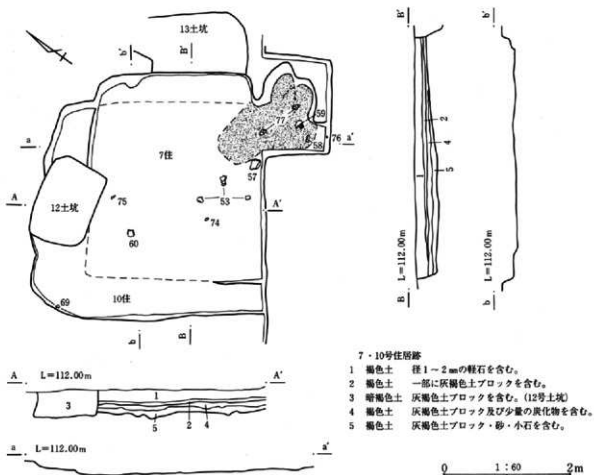 13土坑
b'
B'
a
a'
7住
77
59
58
76
57
A
A'
12土坑
75
53
74
60
69
10住
b
B
B'
b'
2
4
1
5
L=112.00m
B
b
A
L=112.00m
A'
3
1
5
2
4
a
L=112.00m
a'
7・10号住居跡
1 褐色土 径1~2mmの軽石を含む。
2 褐色土 一部に灰褐色土ブロックを含む。
3 暗褐色土 灰褐色土ブロックを含む。(12号土坑)
4 褐色土 灰褐色土ブロック及び少量の炭化物を含む。
5 褐色土 灰褐色土ブロック・砂・小石を含む。
0 1:60 2m